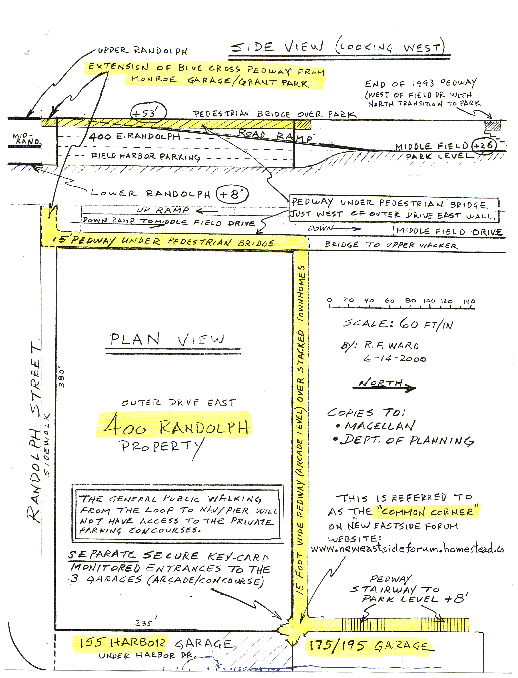 SIDE VIEW (LOOKING WEST)
UPPER RANDOLPH
EXTENSION OF BLUE CROSS PEDWAY FROM
MONROE GARAGE/GRANT PARK
END OF 1993 PEDWAY
(WEST OF FIELD DR WITH
NORTH TRANSITION TO PARK
+53'
PEDESTRIAN BRIDGE OVER PARK
MID-
RAND.
400 E. RANDOLPH
ROAD RAMP
FIELD HARBOR PARKING
MIDDLE FIELD +26
PARK LEVEL
LOWER RANDOLPH +8'
UP RAMP
DOWN RAMP TO MIDDLE FIELD DRIVE
PEDWAY UNDER PEDESTRIAN BRIDGE.
JUST WEST OF OUTER DRIVE EAST WALL.
DOWN
MIDDLE FIELD DRIVE
15' PEDWAY UNDER PEDESTRIAN BRIDGE
BRIDGE TO UPPER WACKER
0 20 40 60 80 100 120 140
SCALE: 60 FT/IN
BY: R.F. WARD
6-14-2000
NORTH
PLAN VIEW
RANDOLPH STREET
SIDEWALK
380'
15 FOOT WIDE PEDWAY (ARCADE LEVEL) OVER STACKED TOWNHOMES
OUTER DRIVE EAST
400 RANDOLPH
PROPERTY
COPIES TO:
• MAGELLAN
• DEPT. OF PLANNING
THE GENERAL PUBLIC WALKING
FROM THE LOOP TO NAVY PIER WILL
NOT HAVE ACCESS TO THE PRIVATE
PARKING CONCOURSES.
THIS IS REFERRED TO
AS THE "COMMON CORNER"
ON NEW EASTSIDE FORUM
WEBSITE:
www.neweastsideforum.homestead.co
SEPARATE SECURE KEY-CARD
MONITORED ENTRANCES TO THE
3 GARAGES (ARCADE/CONCOURSE)
PEDWAY
STAIRWAY TO
PARK LEVEL +8'
235'
155 HARBOR GARAGE
UNDER HARBOR DR.
175/195 GARAGE